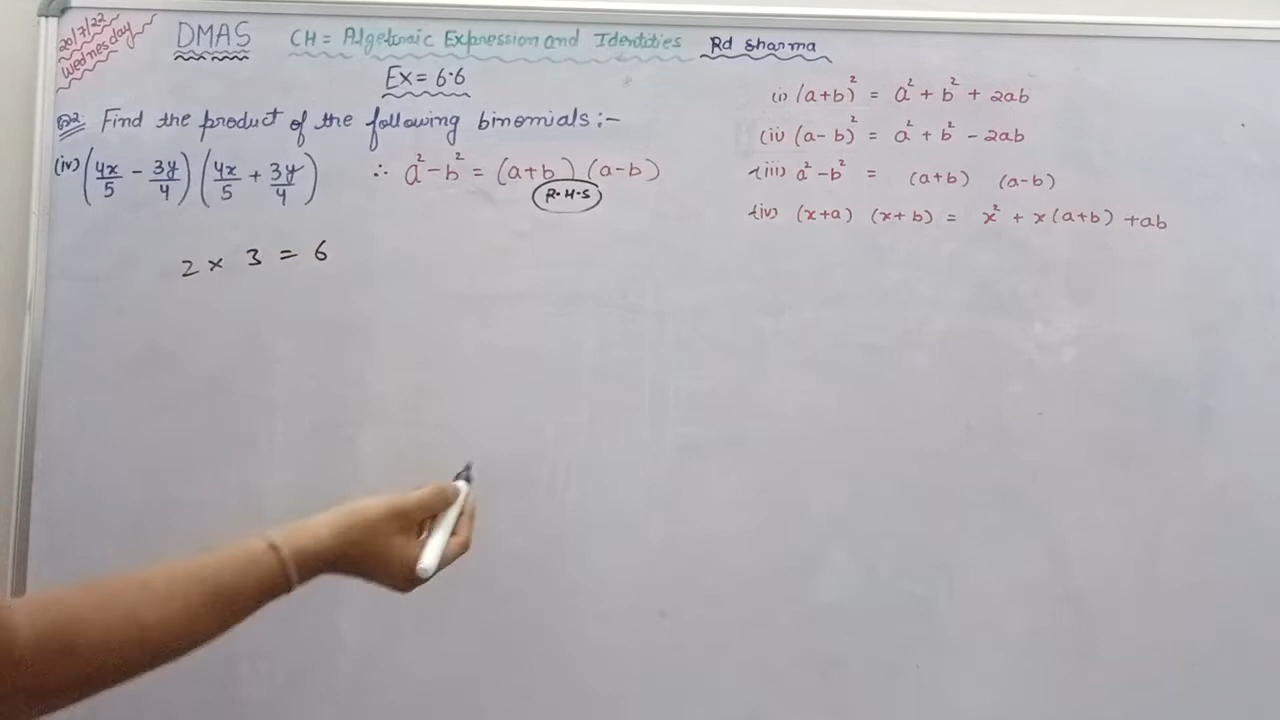 20/7/22
Wednesday
DMAS CH = Algebraic Expression and Identities Rd Sharma
Ex = 6.6
Q2. Find the product of the following binomials :-
(iv) (4x/5 - 3y/4) (4x/5 + 3y/4) ∴ a² - b² = (a+b) (a-b)
R.H.S
2 × 3 = 6
(i) (a+b)² = a² + b² + 2ab
(ii) (a-b)² = a² + b² - 2ab
(iii) a² - b² = (a+b) (a-b)
(iv) (x+a) (x+b) = x² + x(a+b) + ab